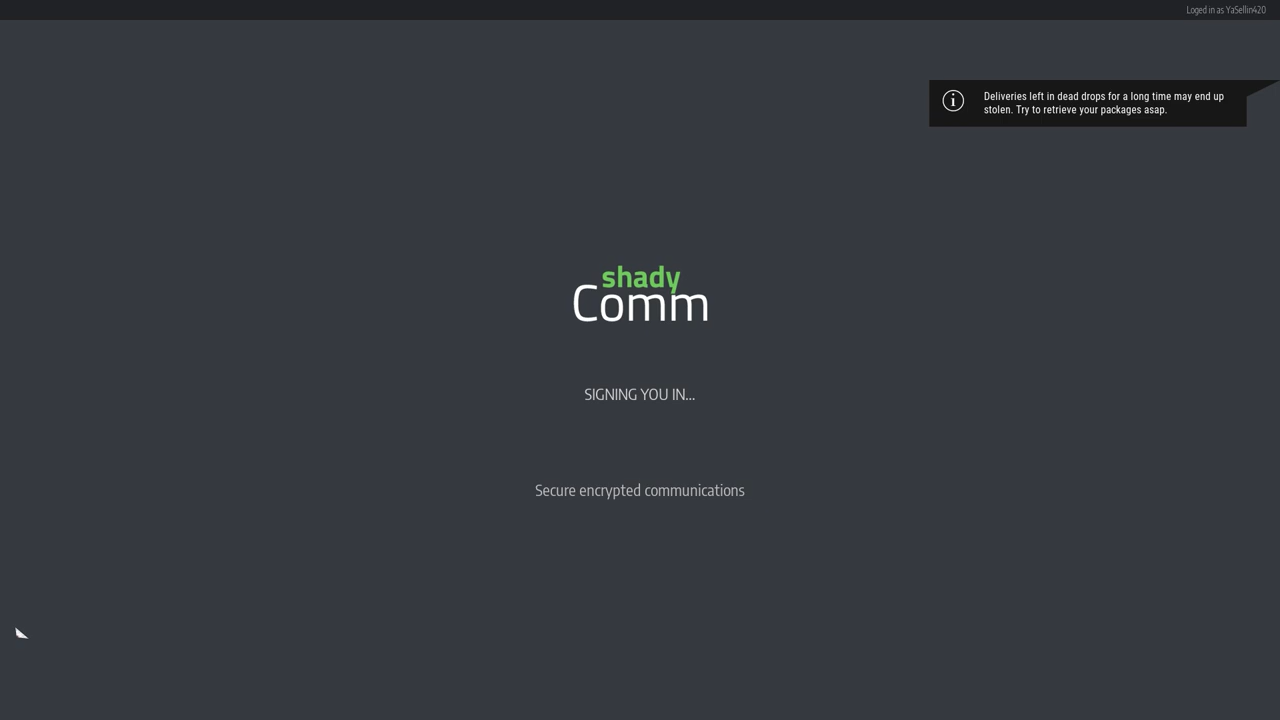 Loged in as YaSellin420
Deliveries left in dead drops for a long time may end up
stolen. Try to retrieve your packages asap.
shady
Comm
SIGNING YOU IN...
Secure encrypted communications